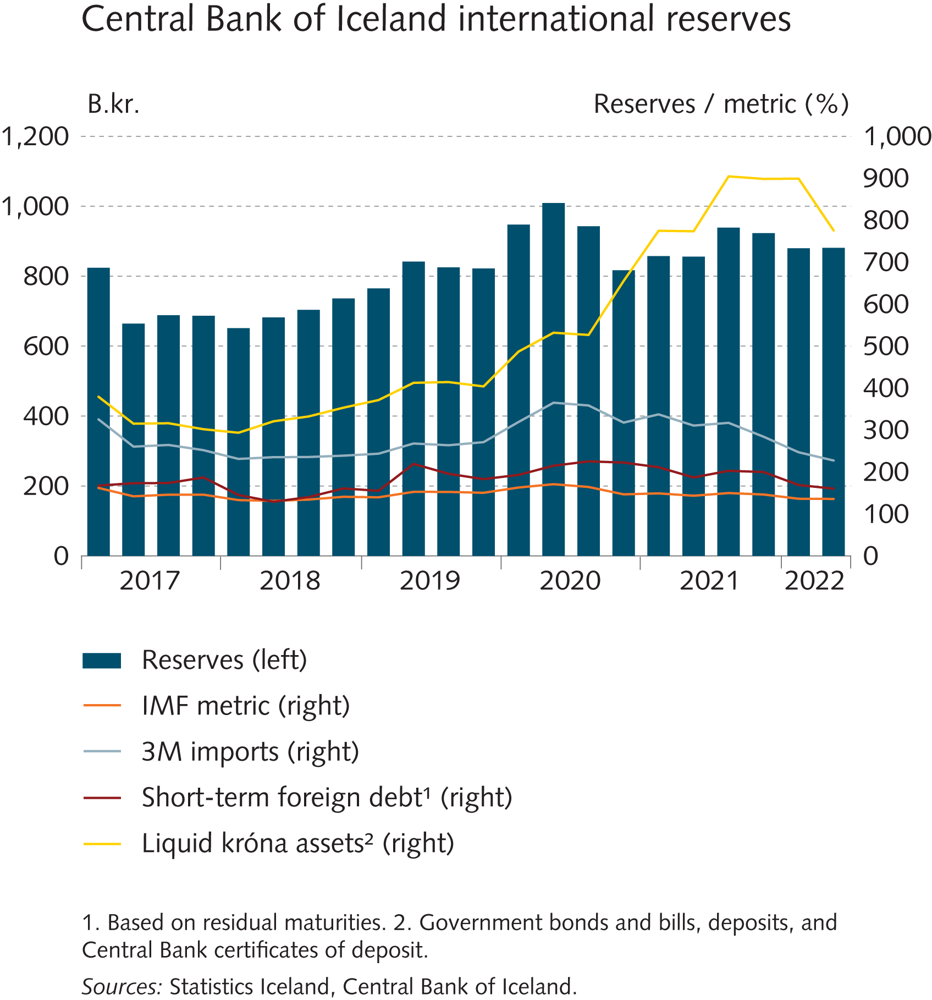 Central Bank of Iceland international reserves
B.kr. Reserves / metric (%)
1,200 1,000
900
1,000
800
800 700
600
600 500
400
400 300
200 200
100
0 0
2017 2018 2019 2020 2021 2022
Reserves (left)
IMF metric (right)
3M imports (right)
Short-term foreign debt¹ (right)
Liquid króna assets² (right)
1. Based on residual maturities. 2. Government bonds and bills, deposits, and
Central Bank certificates of deposit.
Sources: Statistics Iceland, Central Bank of Iceland.